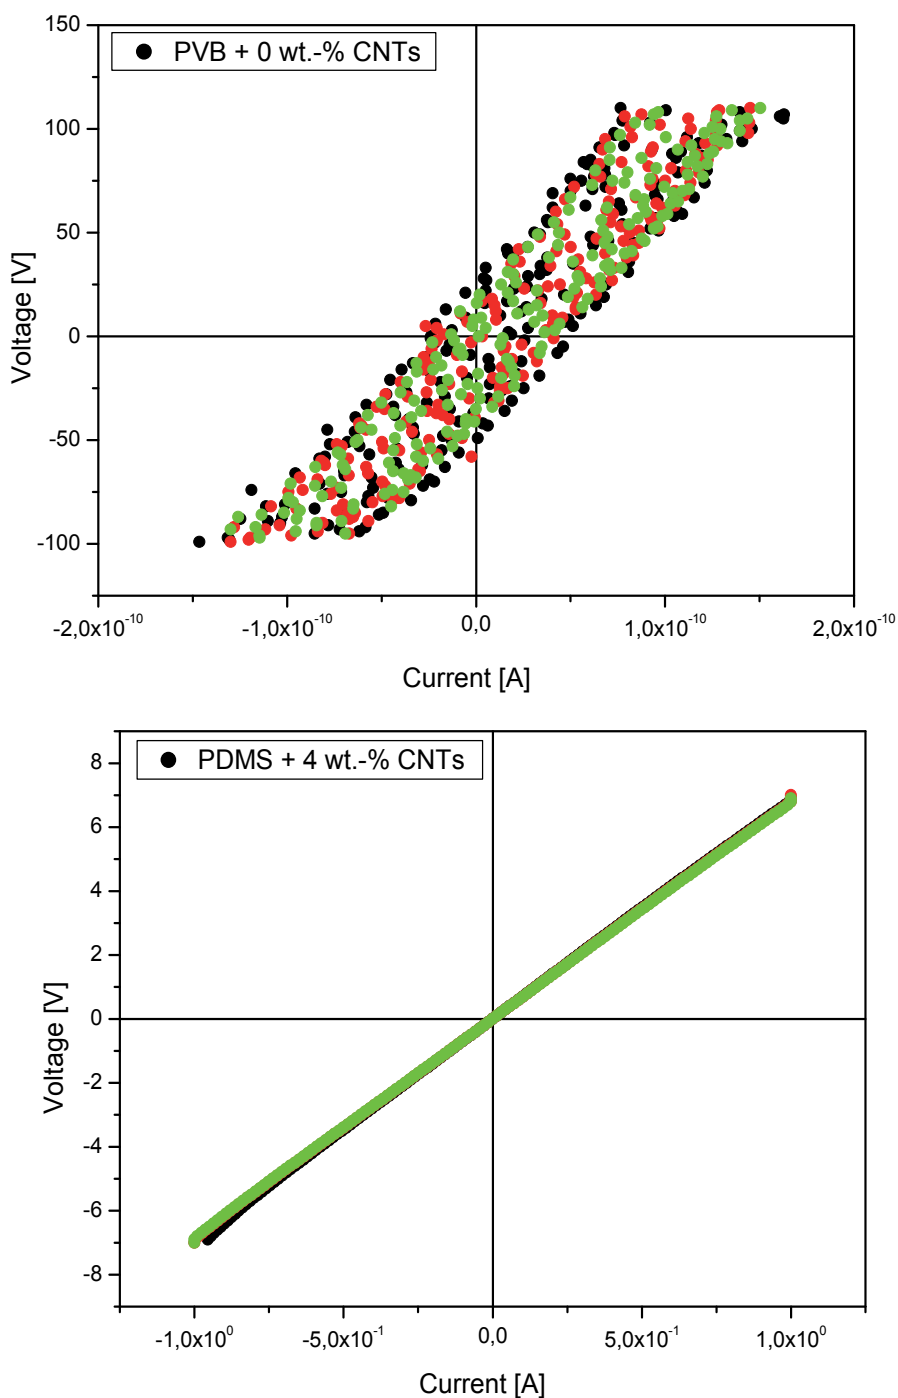 150
PVB + 0 wt.-% CNTs
100
50
0
-50
-100
Voltage [V]
-2,0x10⁻¹⁰ -1,0x10⁻¹⁰ 0,0 1,0x10⁻¹⁰ 2,0x10⁻¹⁰
Current [A]
PDMS + 4 wt.-% CNTs
8
6
4
2
0
-2
-4
-6
-8
Voltage [V]
-1,0x10⁰ -5,0x10⁻¹ 0,0 5,0x10⁻¹ 1,0x10⁰
Current [A]